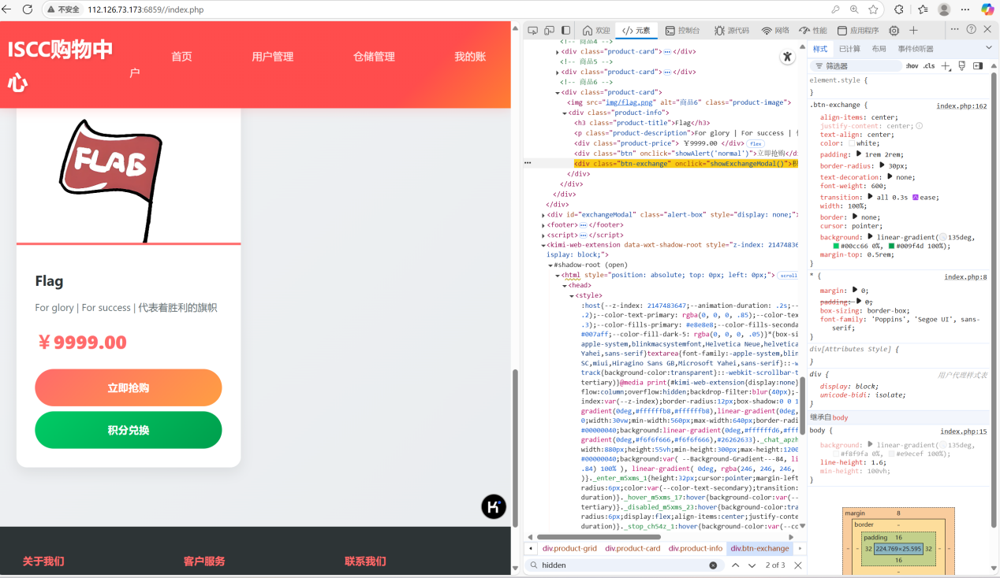 不安全 112.126.73.173:6859//index.php
ISCC购物中心
首页
用户管理
仓储管理
我的账户
FLAG
Flag
For glory | For success | 代表着胜利的旗帜
￥9999.00
立即抢购
积分兑换
关于我们
客户服务
联系我们
欢迎
</> 元素
控制台
源代码
网络
性能
应用程序
<!-- 商品4 -->
<div class="product-card"> </div>
<!-- 商品5 -->
<div class="product-card"> </div>
<!-- 商品6 -->
<div class="product-card">
<img src="img/flag.png" alt="商品6" class="product-image">
<div class="product-info">
<h3 class="product-title">Flag</h3>
<p class="product-description">For glory | For success |
<div class="product-price"> ￥9999.00 </div> flex
<div class="btn" onclick="showAlert('normal')">立即抢购</di
<div class="btn-exchange" onclick="showExchangeModal()">
</div>
</div>
</div>
</div>
<div id="exchangeModal" class="alert-box" style="display: none;">
<footer> </footer>
<script> </script>
<kimi-web-extension data-wxt-shadow-root style="z-index: 21474836
isplay: block;">
#shadow-root (open)
<html style="position: absolute; top: 0px; left: 0px;"> scroll
<head>
<style>
:host{--z-index: 2147483647;--animation-duration: .2s;--
.2);--color-text-primary: rgba(0, 0, 0, .85);--color-tex
.3);--color-fills-primary: #e8e8e8;--color-fills-seconda
#007aff;--color-fill-dark-5: rgba(0, 0, 0, .05))*{box-si
apple-system,blinkmacsystemfont,Helvetica Neue,helvetica
Yahei,sans-serif}textarea{font-family:-apple-system,blin
SC,miui,Hiragino Sans GB,Microsoft Yahei,sans-serif}::-w
track{background-color:transparent}::-webkit-scrollbar-t
tertiary)}@media print{#kimi-web-extension{display:none}
flow:column;overflow:hidden;backdrop-filter:blur(40px);-
index:var(--z-index);border-radius:12px;box-shadow:0 0 1
gradient(0deg,#ffffffb8,#ffffffb8),linear-gradient(0deg,
0;width:30vw;min-width:560px;max-width:640px;border-radi
#00000040;background:linear-gradient(0deg,#ffffffd6,#fff
gradient(0deg,#f6f6f666,#f6f6f666),#26262633}._chat_apzh
width:880px;height:55vh;min-height:300px;max-height:1200
#00000040;background:var( --Background-Gradient---84, li
.84) 100% ), linear-gradient( 0deg, rgba(246, 246, 246,
)}._enter_m5xms_1{height:32px;cursor:pointer;margin-left
radius:6px;color:var(--color-text-secondary);transition:
duration)}._hover_m5xms_17:hover{background-color:var(--
duration)}._disabled_m5xms_23:hover{background-color:tra
radius:6px;display:flex;align-items:center;justify-conte
duration)}._stop_ch54z_1:hover{background-color:var(--co
div.product-grid div.product-card div.product-info div.btn-exchange
hidden
2 of 3
样式 已计算 布局 事件侦听器
筛选器
:hov .cls
element.style {
}
.btn-exchange { index.php:162
align-items: center;
justify-content: center;
text-align: center;
color: white;
padding: 1rem 2rem;
border-radius: 30px;
text-decoration: none;
font-weight: 600;
transition: all 0.3s ease;
width: 100%;
border: none;
cursor: pointer;
background: linear-gradient( 135deg,
#00cc66 0%, #009f4d 100%);
margin-top: 0.5rem;
}
* { index.php:8
margin: 0;
padding: 0;
box-sizing: border-box;
font-family: 'Poppins', 'Segoe UI', sans-
serif;
}
div[Attributes Style] {
}
div { 用户代理样式表
display: block;
unicode-bidi: isolate;
}
继承自 body
body { index.php:15
background: linear-gradient( 135deg,
#f8f9fa 0%, #e9ecef 100%);
line-height: 1.6;
min-height: 100vh;
}
margin 8
border -
padding 16
- - 32 224.769×25.595 32 - -
16
-